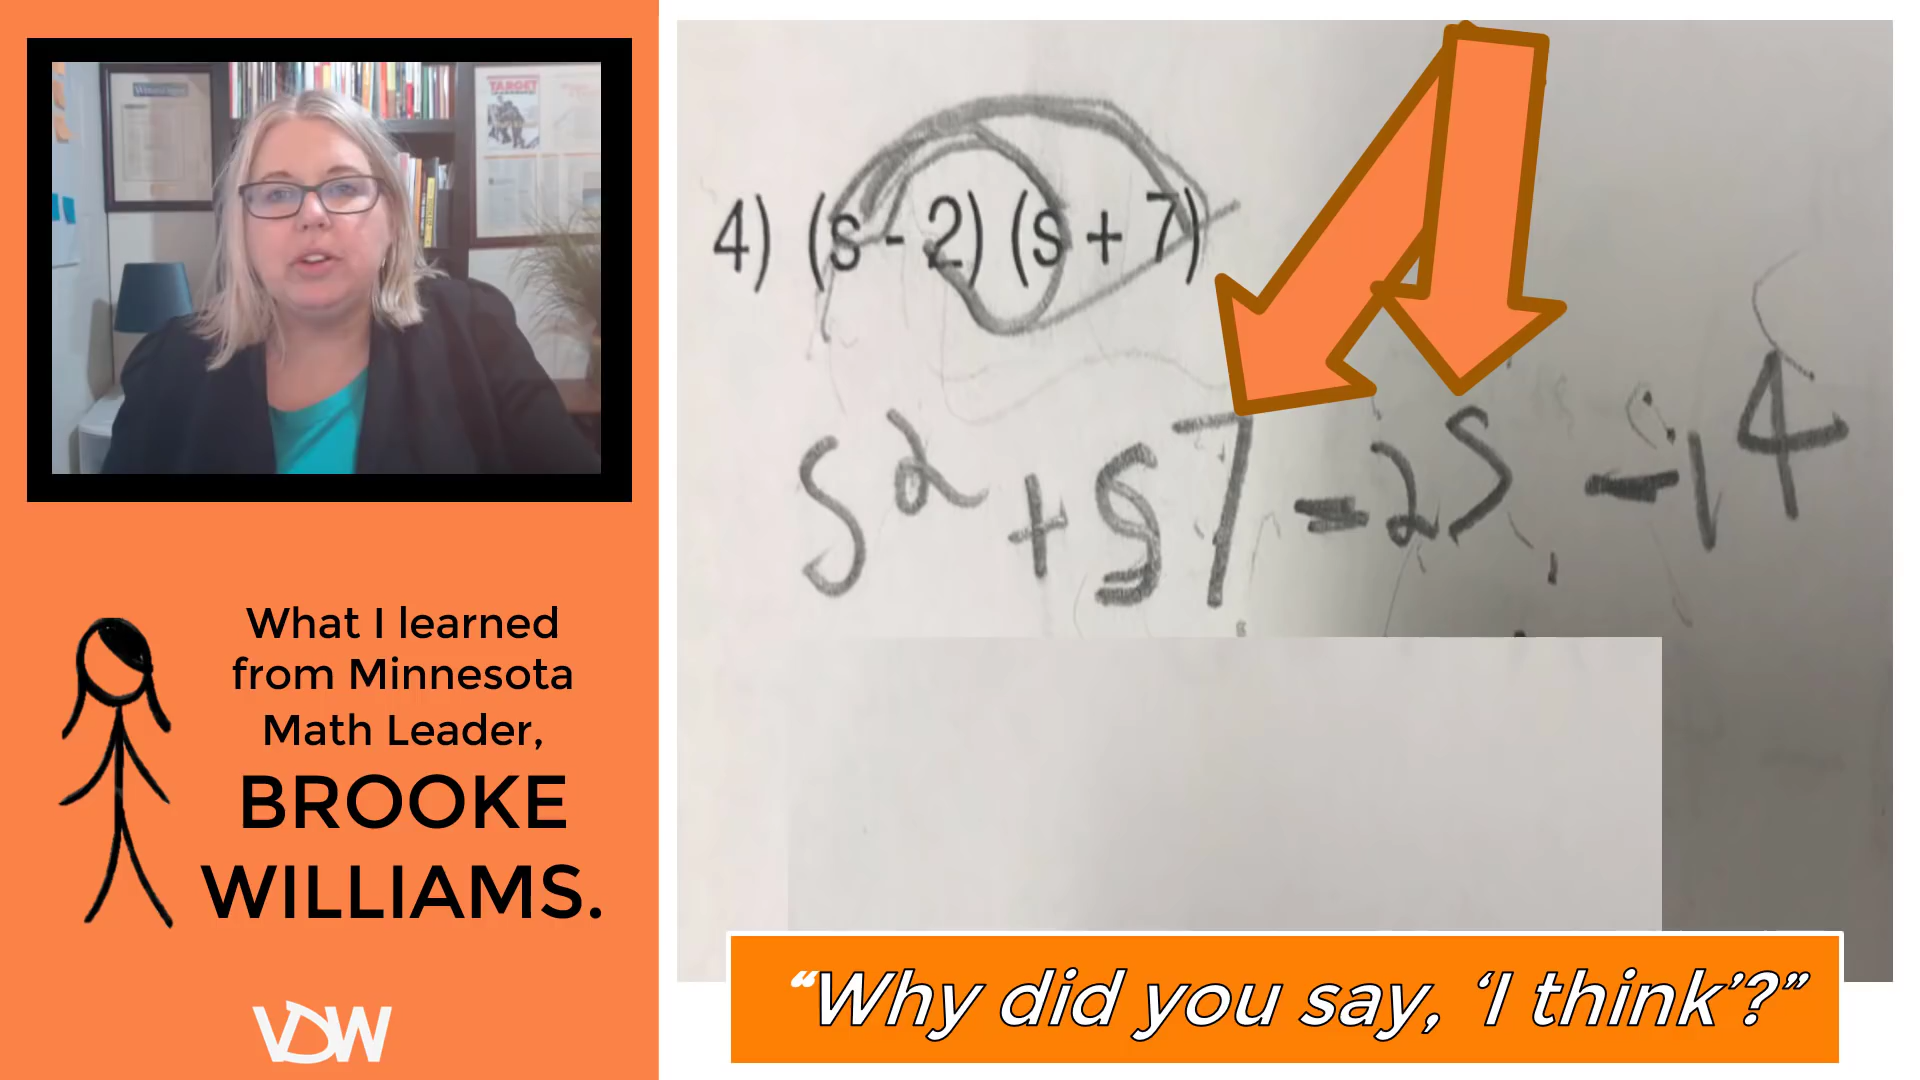 TARGET
What I learned
from Minnesota
Math Leader,
BROOKE
WILLIAMS.
VDW
4) (s - 2) (s + 7)
S² + S7 - 2S - 14
“Why did you say, ‘I think’?”